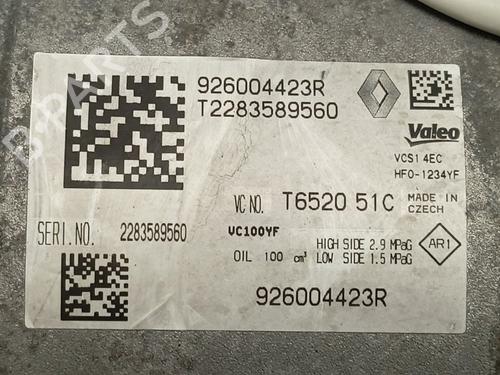 926004423R
T2283589560
Valeo
VCS14EC
HFO-1234YF
VC NO. T6520 51C
MADE IN
CZECH
SERI.NO. 2283589560
VC100YF
HIGH SIDE 2.9 MPaG
OIL 100 cm³ LOW SIDE 1.5 MPaG
AR1
926004423R
B-PARTS